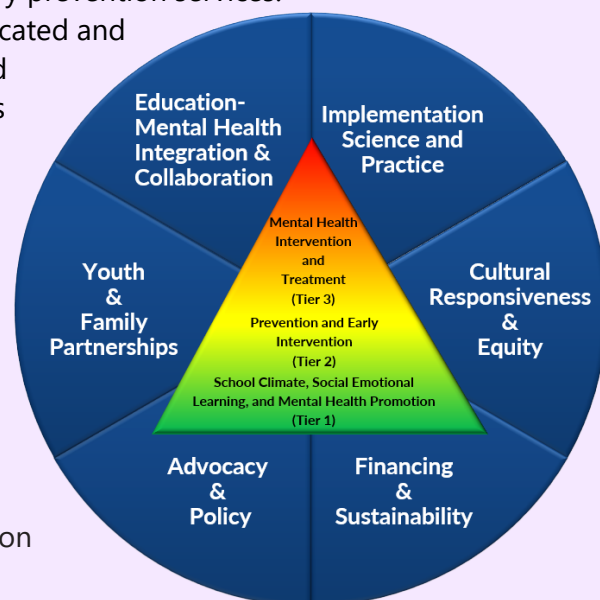 y prevention services.
cated and
d
s
Education-
Mental Health
Integration &
Collaboration
Implementation
Science and
Practice
Mental Health
Intervention
and
Treatment
(Tier 3)
Youth
&
Family
Partnerships
Cultural
Responsiveness
&
Equity
Prevention and Early
Intervention
(Tier 2)
School Climate, Social Emotional
Learning, and Mental Health Promotion
(Tier 1)
Advocacy
&
Policy
Financing
&
Sustainability
on